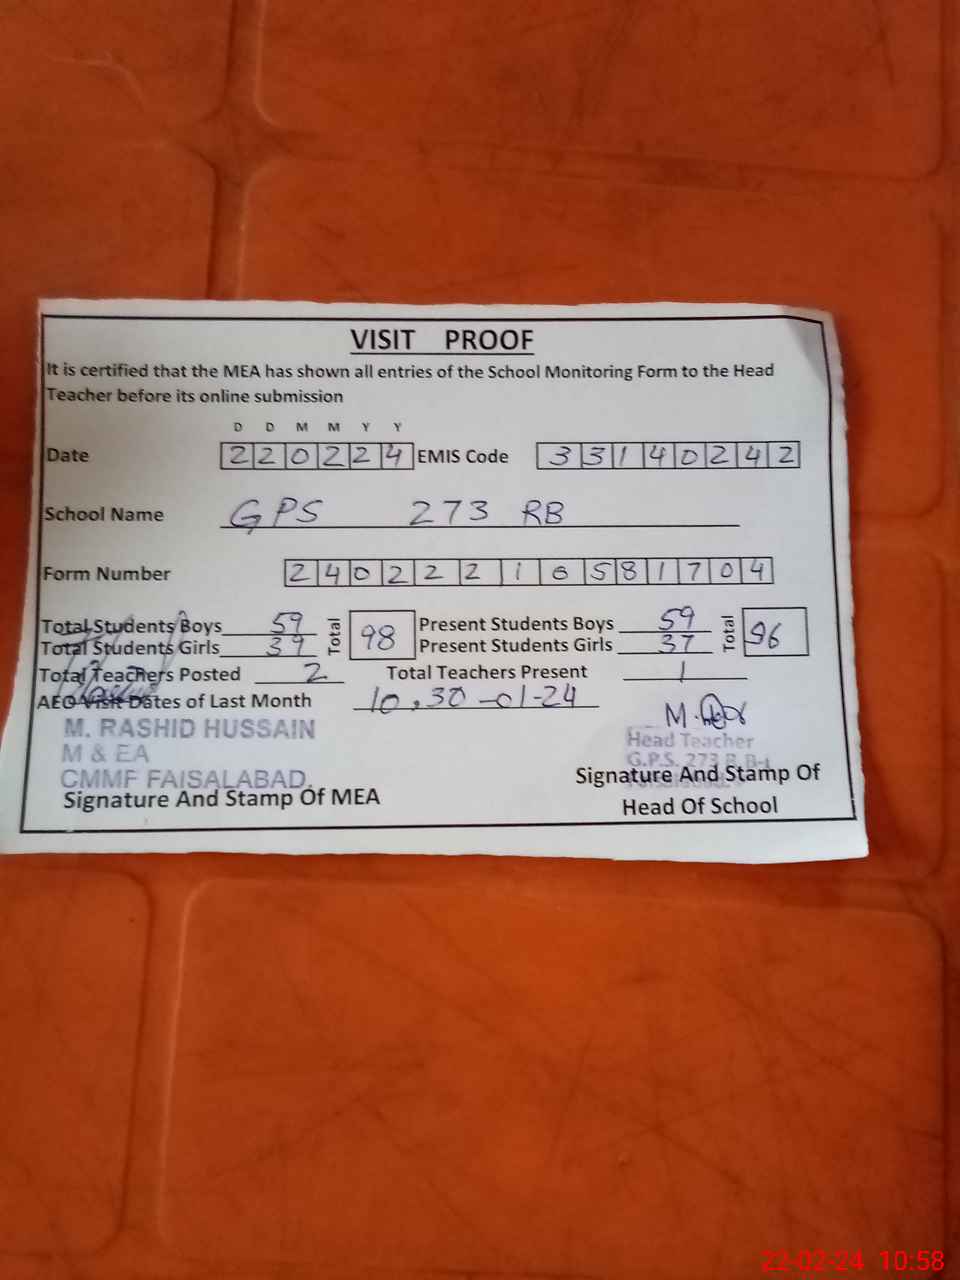 VISIT PROOF
It is certified that the MEA has shown all entries of the School Monitoring Form to the Head
Teacher before its online submission
D D M M Y Y
Date 220224 EMIS Code 33140242
School Name GPS 273 RB
Form Number 240222216581704
Total Students Boys 59 Total 98 Present Students Boys 59 Total 96
Total Students Girls 39 Present Students Girls 37
Total Teachers Posted 2 Total Teachers Present 1
AEO Visit Dates of Last Month 10,30-01-24
M. RASHID HUSSAIN
M & EA
CMMF FAISALABAD.
Signature And Stamp Of MEA
Head Teacher
G.P.S. 273 R.B-1
Signature And Stamp Of
Head Of School
22-02-24 10:58